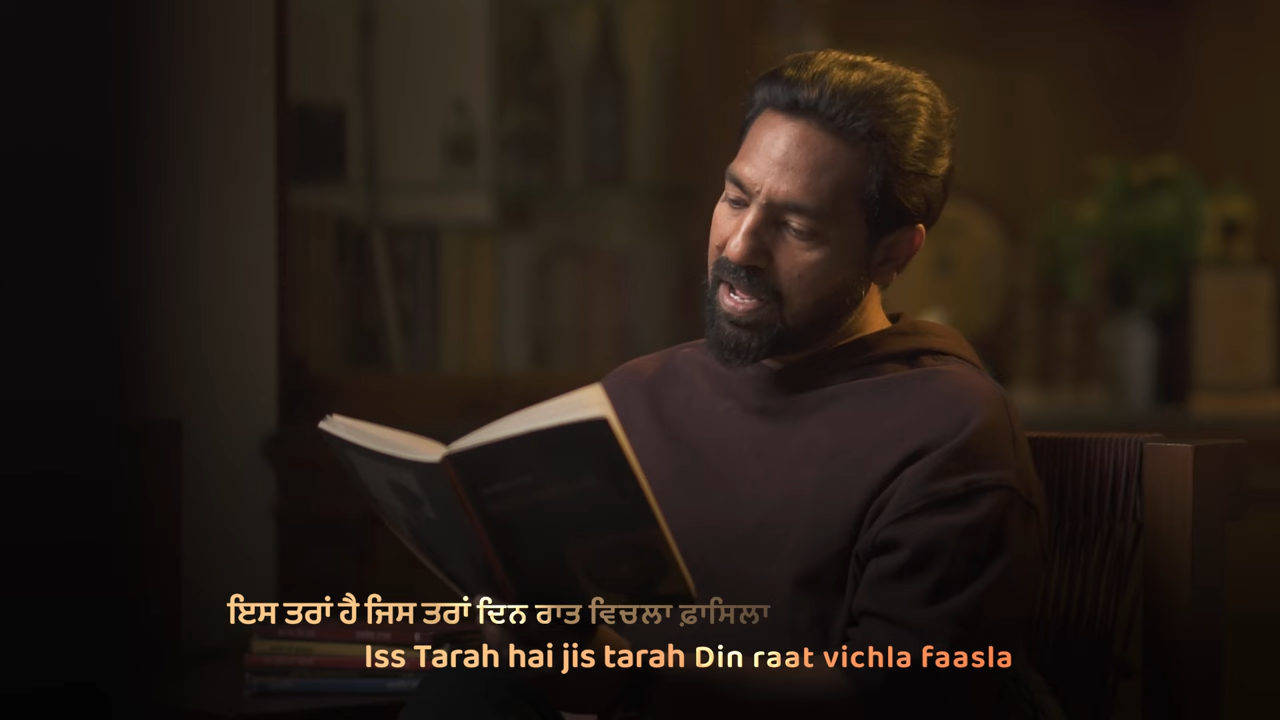 ਇਸ ਤਰਾਂ ਹੈ ਜਿਸ ਤਰਾਂ ਦਿਨ ਰਾਤ ਵਿਚਲਾ ਫ਼ਾਸਿਲਾ
Iss Tarah hai jis tarah Din raat vichla faasla